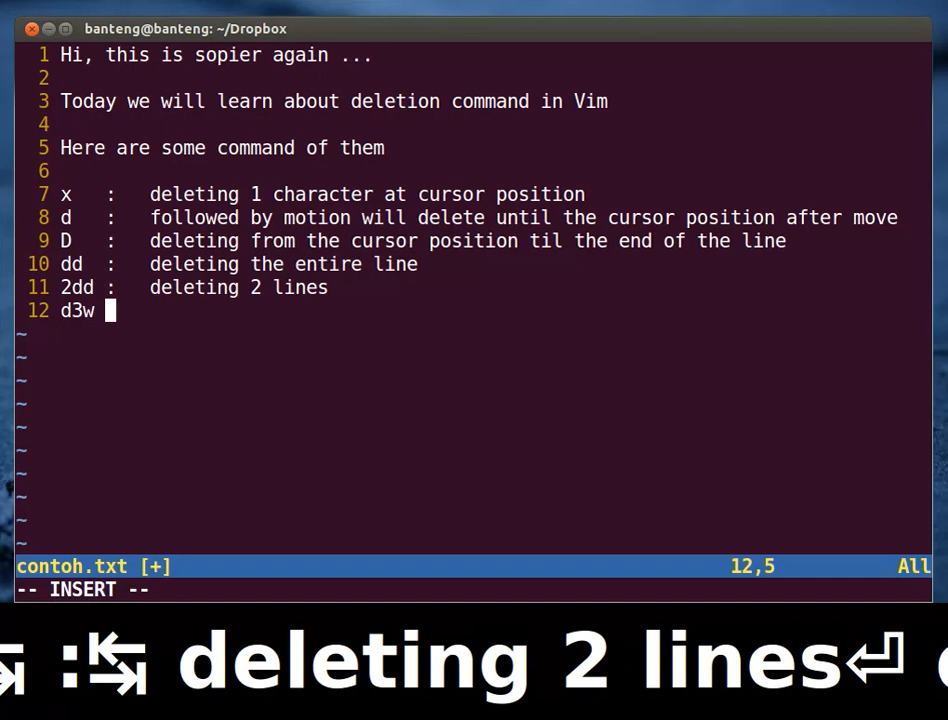 banteng@banteng: ~/Dropbox
1 Hi, this is sopier again ...
2
3 Today we will learn about deletion command in Vim
4
5 Here are some command of them
6
7 x : deleting 1 character at cursor position
8 d : followed by motion will delete until the cursor position after move
9 D : deleting from the cursor position til the end of the line
10 dd : deleting the entire line
11 2dd : deleting 2 lines
12 d3w
~
~
~
~
~
~
~
~
~
~
contoh.txt [+] 12,5 All
-- INSERT --
↹ :↹ deleting 2 lines⏎